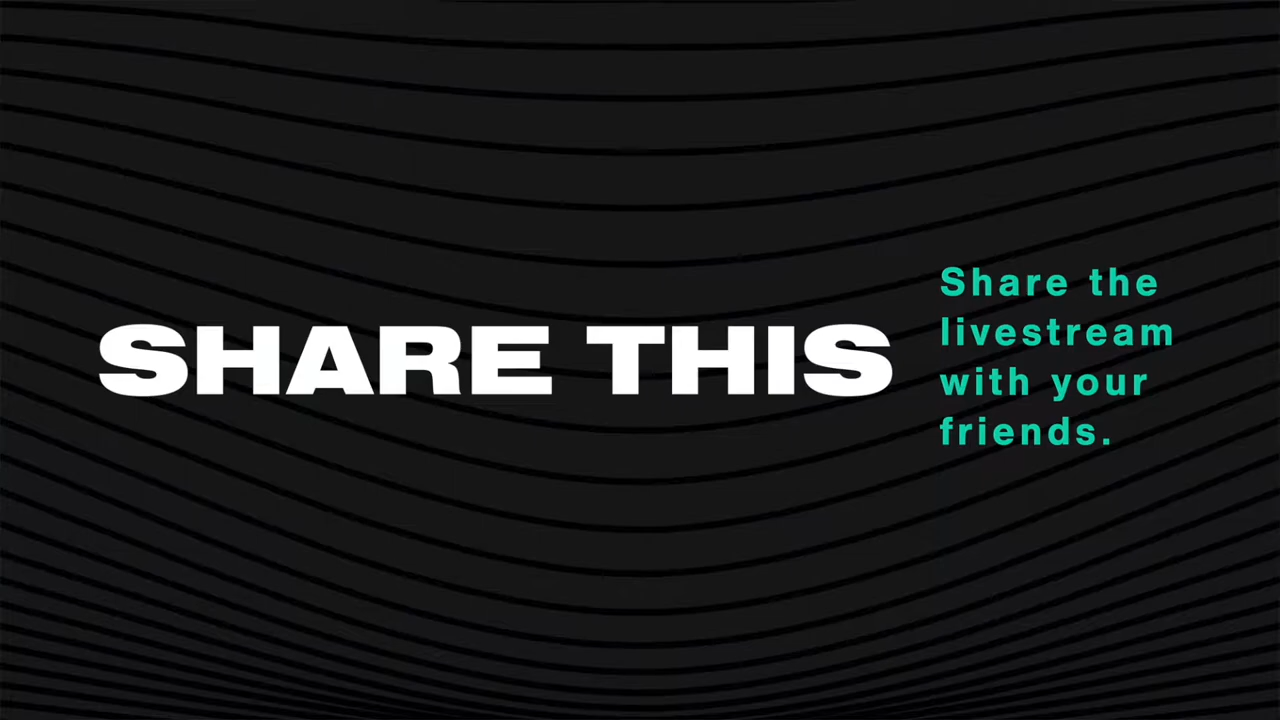 SHARE THIS
Share the
livestream
with your
friends.